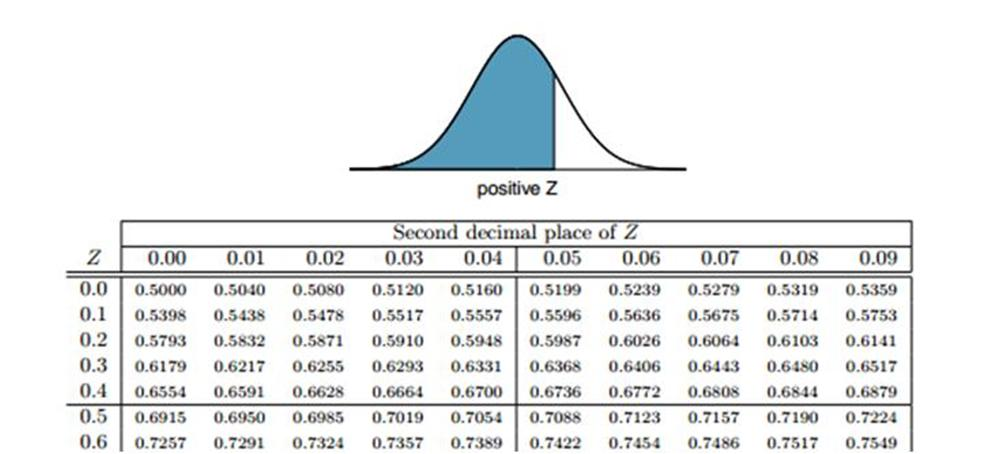 positive Z
Second decimal place of Z
Z 0.00 0.01 0.02 0.03 0.04 0.05 0.06 0.07 0.08 0.09
0.0 0.5000 0.5040 0.5080 0.5120 0.5160 0.5199 0.5239 0.5279 0.5319 0.5359
0.1 0.5398 0.5438 0.5478 0.5517 0.5557 0.5596 0.5636 0.5675 0.5714 0.5753
0.2 0.5793 0.5832 0.5871 0.5910 0.5948 0.5987 0.6026 0.6064 0.6103 0.6141
0.3 0.6179 0.6217 0.6255 0.6293 0.6331 0.6368 0.6406 0.6443 0.6480 0.6517
0.4 0.6554 0.6591 0.6628 0.6664 0.6700 0.6736 0.6772 0.6808 0.6844 0.6879
0.5 0.6915 0.6950 0.6985 0.7019 0.7054 0.7088 0.7123 0.7157 0.7190 0.7224
0.6 0.7257 0.7291 0.7324 0.7357 0.7389 0.7422 0.7454 0.7486 0.7517 0.7549